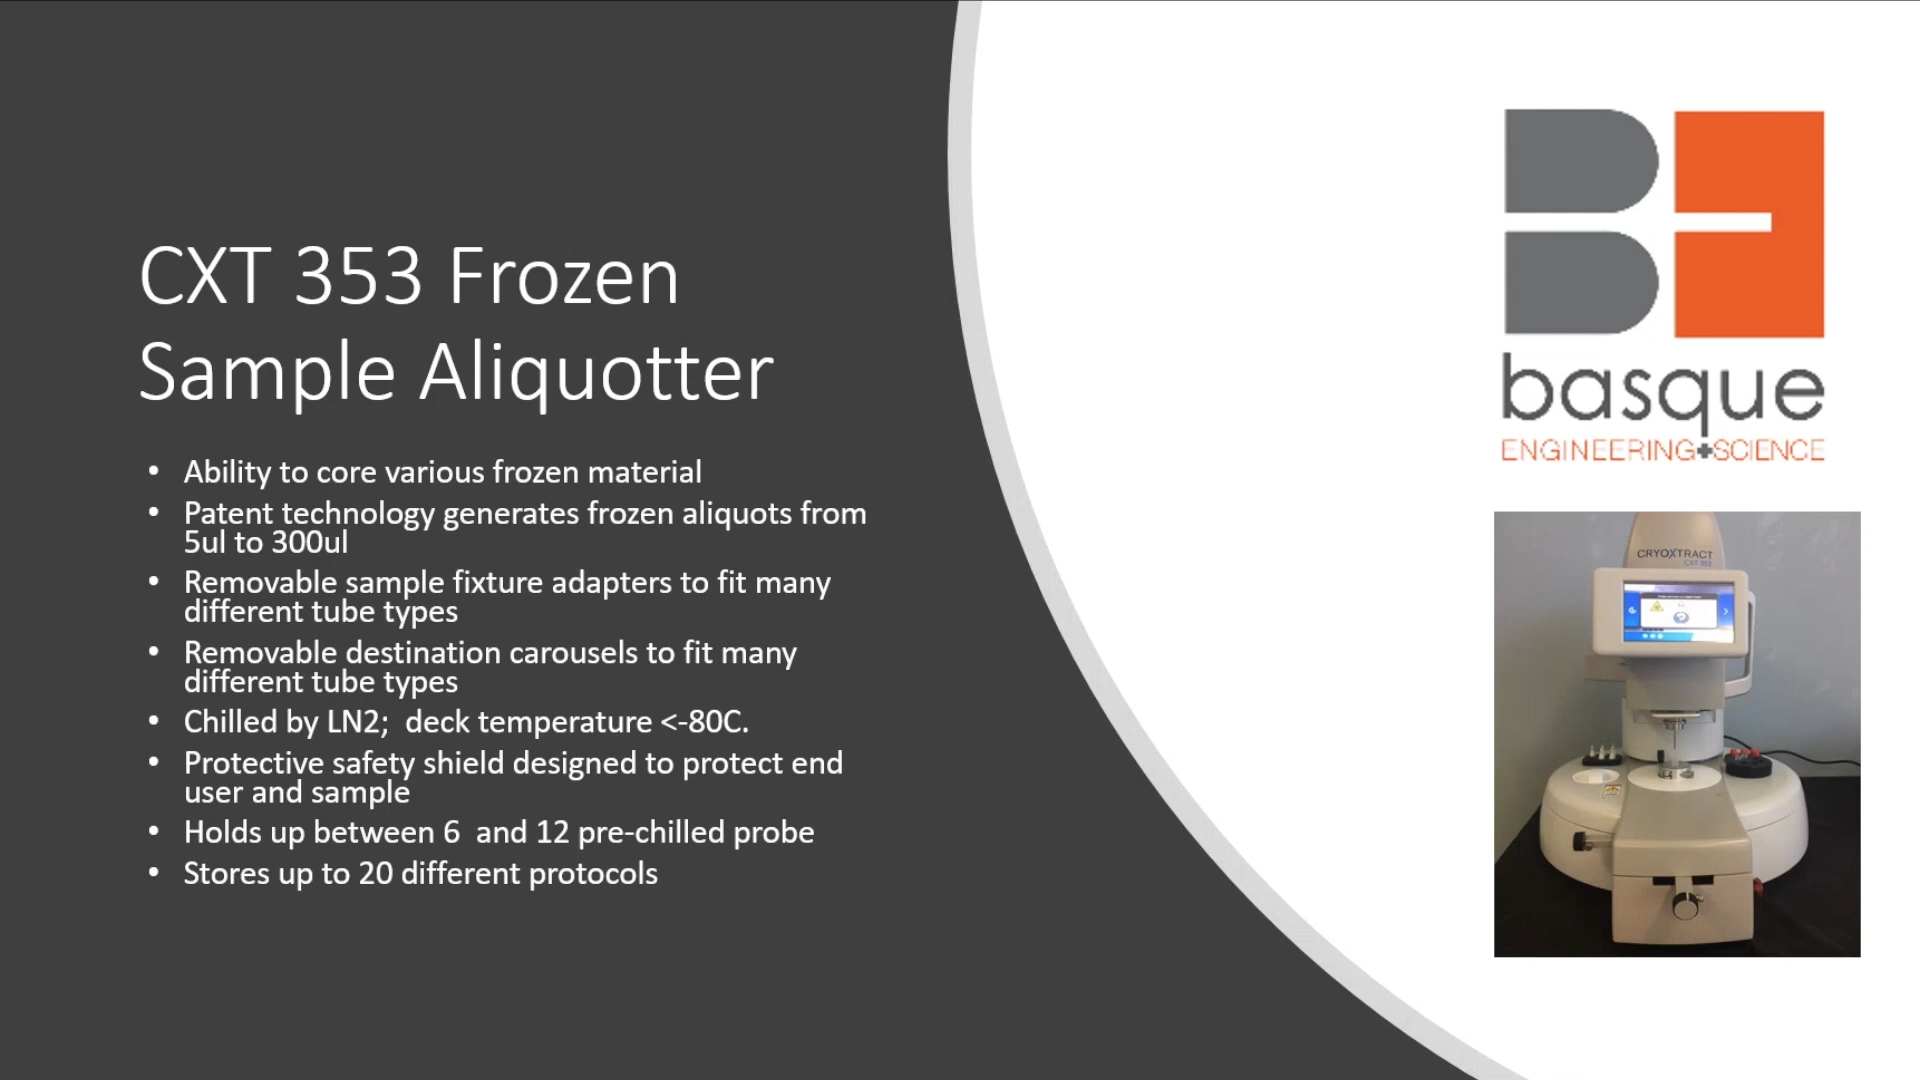 CXT 353 Frozen
Sample Aliquotter
• Ability to core various frozen material
• Patent technology generates frozen aliquots from
5ul to 300ul
• Removable sample fixture adapters to fit many
different tube types
• Removable destination carousels to fit many
different tube types
• Chilled by LN2;  deck temperature <-80C.
• Protective safety shield designed to protect end
user and sample
• Holds up between 6  and 12 pre-chilled probe
• Stores up to 20 different protocols
basque
ENGINEERING+SCIENCE
CRYOXTRACT
CXT 353